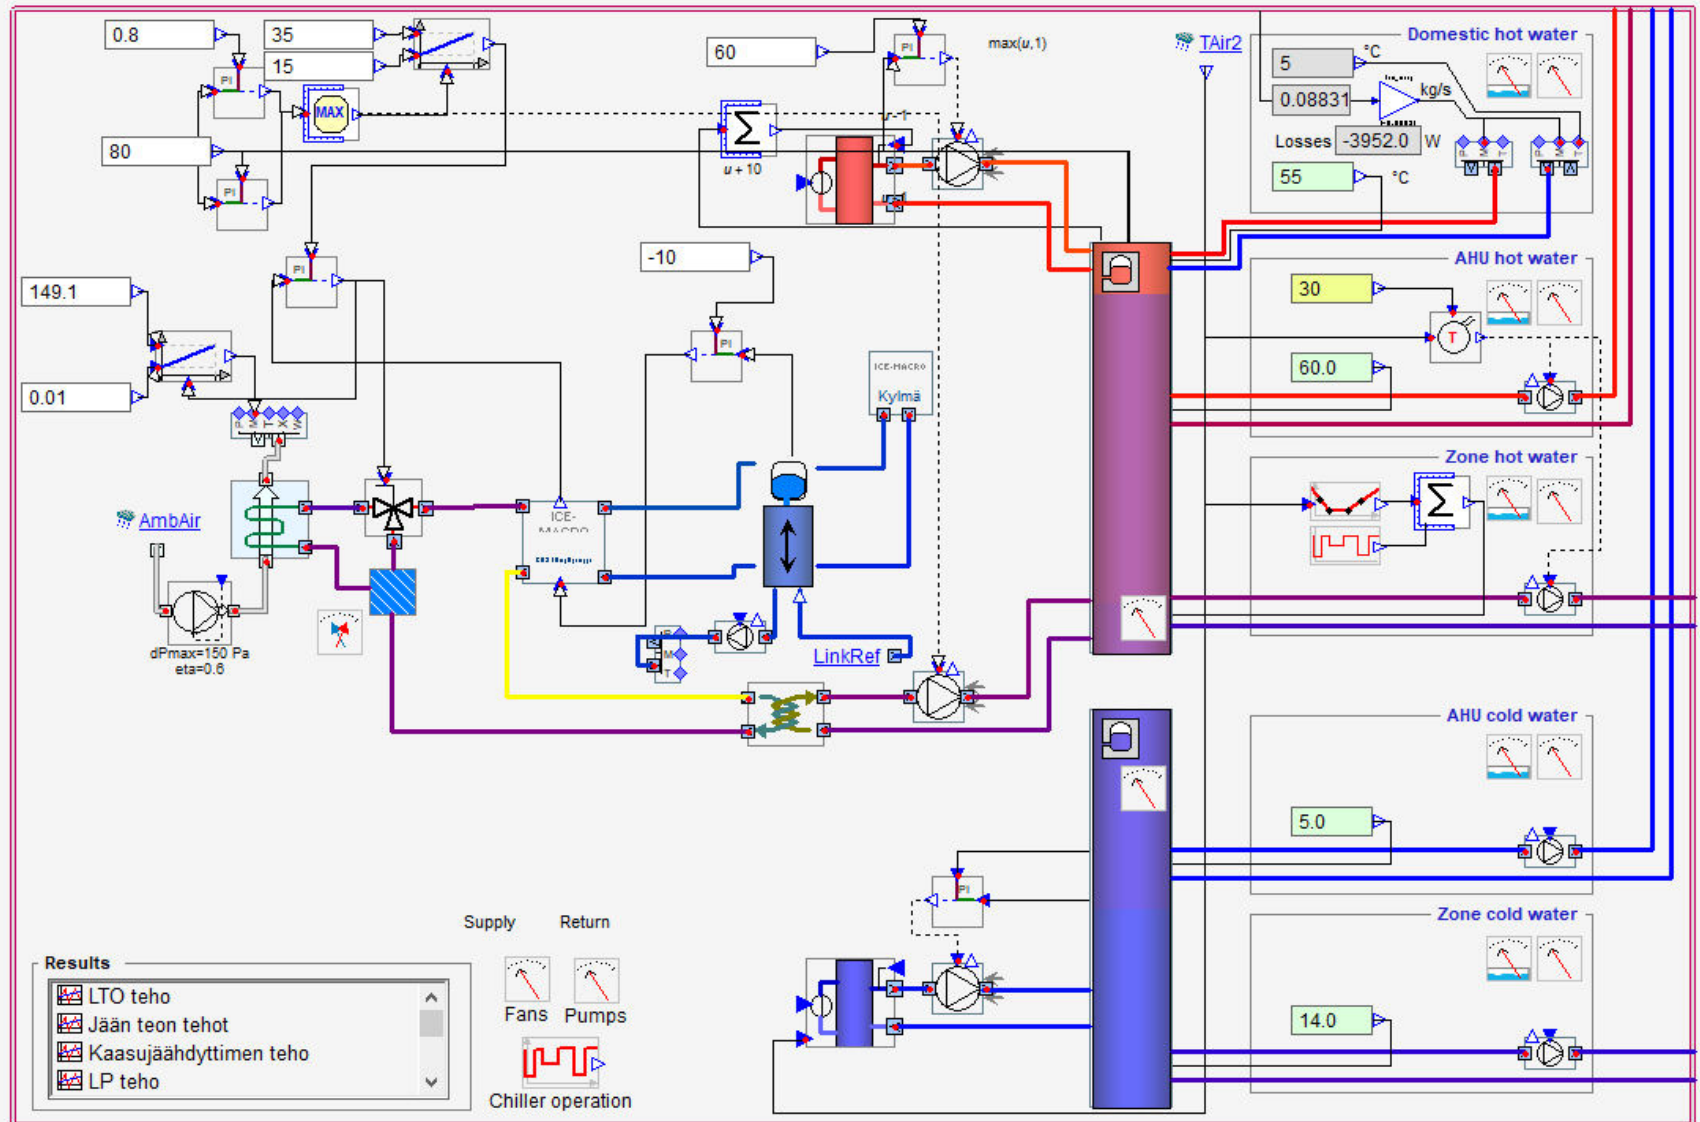 0.8
35
15
PI
MAX
80
PI
60
PI
max(u,1)
TAir2
Domestic hot water
5
°C
0.08831
kg/s
Losses
-3952.0
W
55
°C
P
M
T
P
M
T
Σ
u + 10
AHU hot water
30
T
60.0
PI
-10
PI
149.1
0.01
ICE-MACRO
Kylmä
P
M
T
X
AmbAir
dPmax=150 Pa
eta=0.6
ICE-
MACRO
Zone hot water
Σ
P
M
T
LinkRef
AHU cold water
5.0
PI
Zone cold water
14.0
Supply
Return
Fans
Pumps
Chiller operation
Results
LTO teho
Jään teon tehot
Kaasujäähdyttimen teho
LP teho